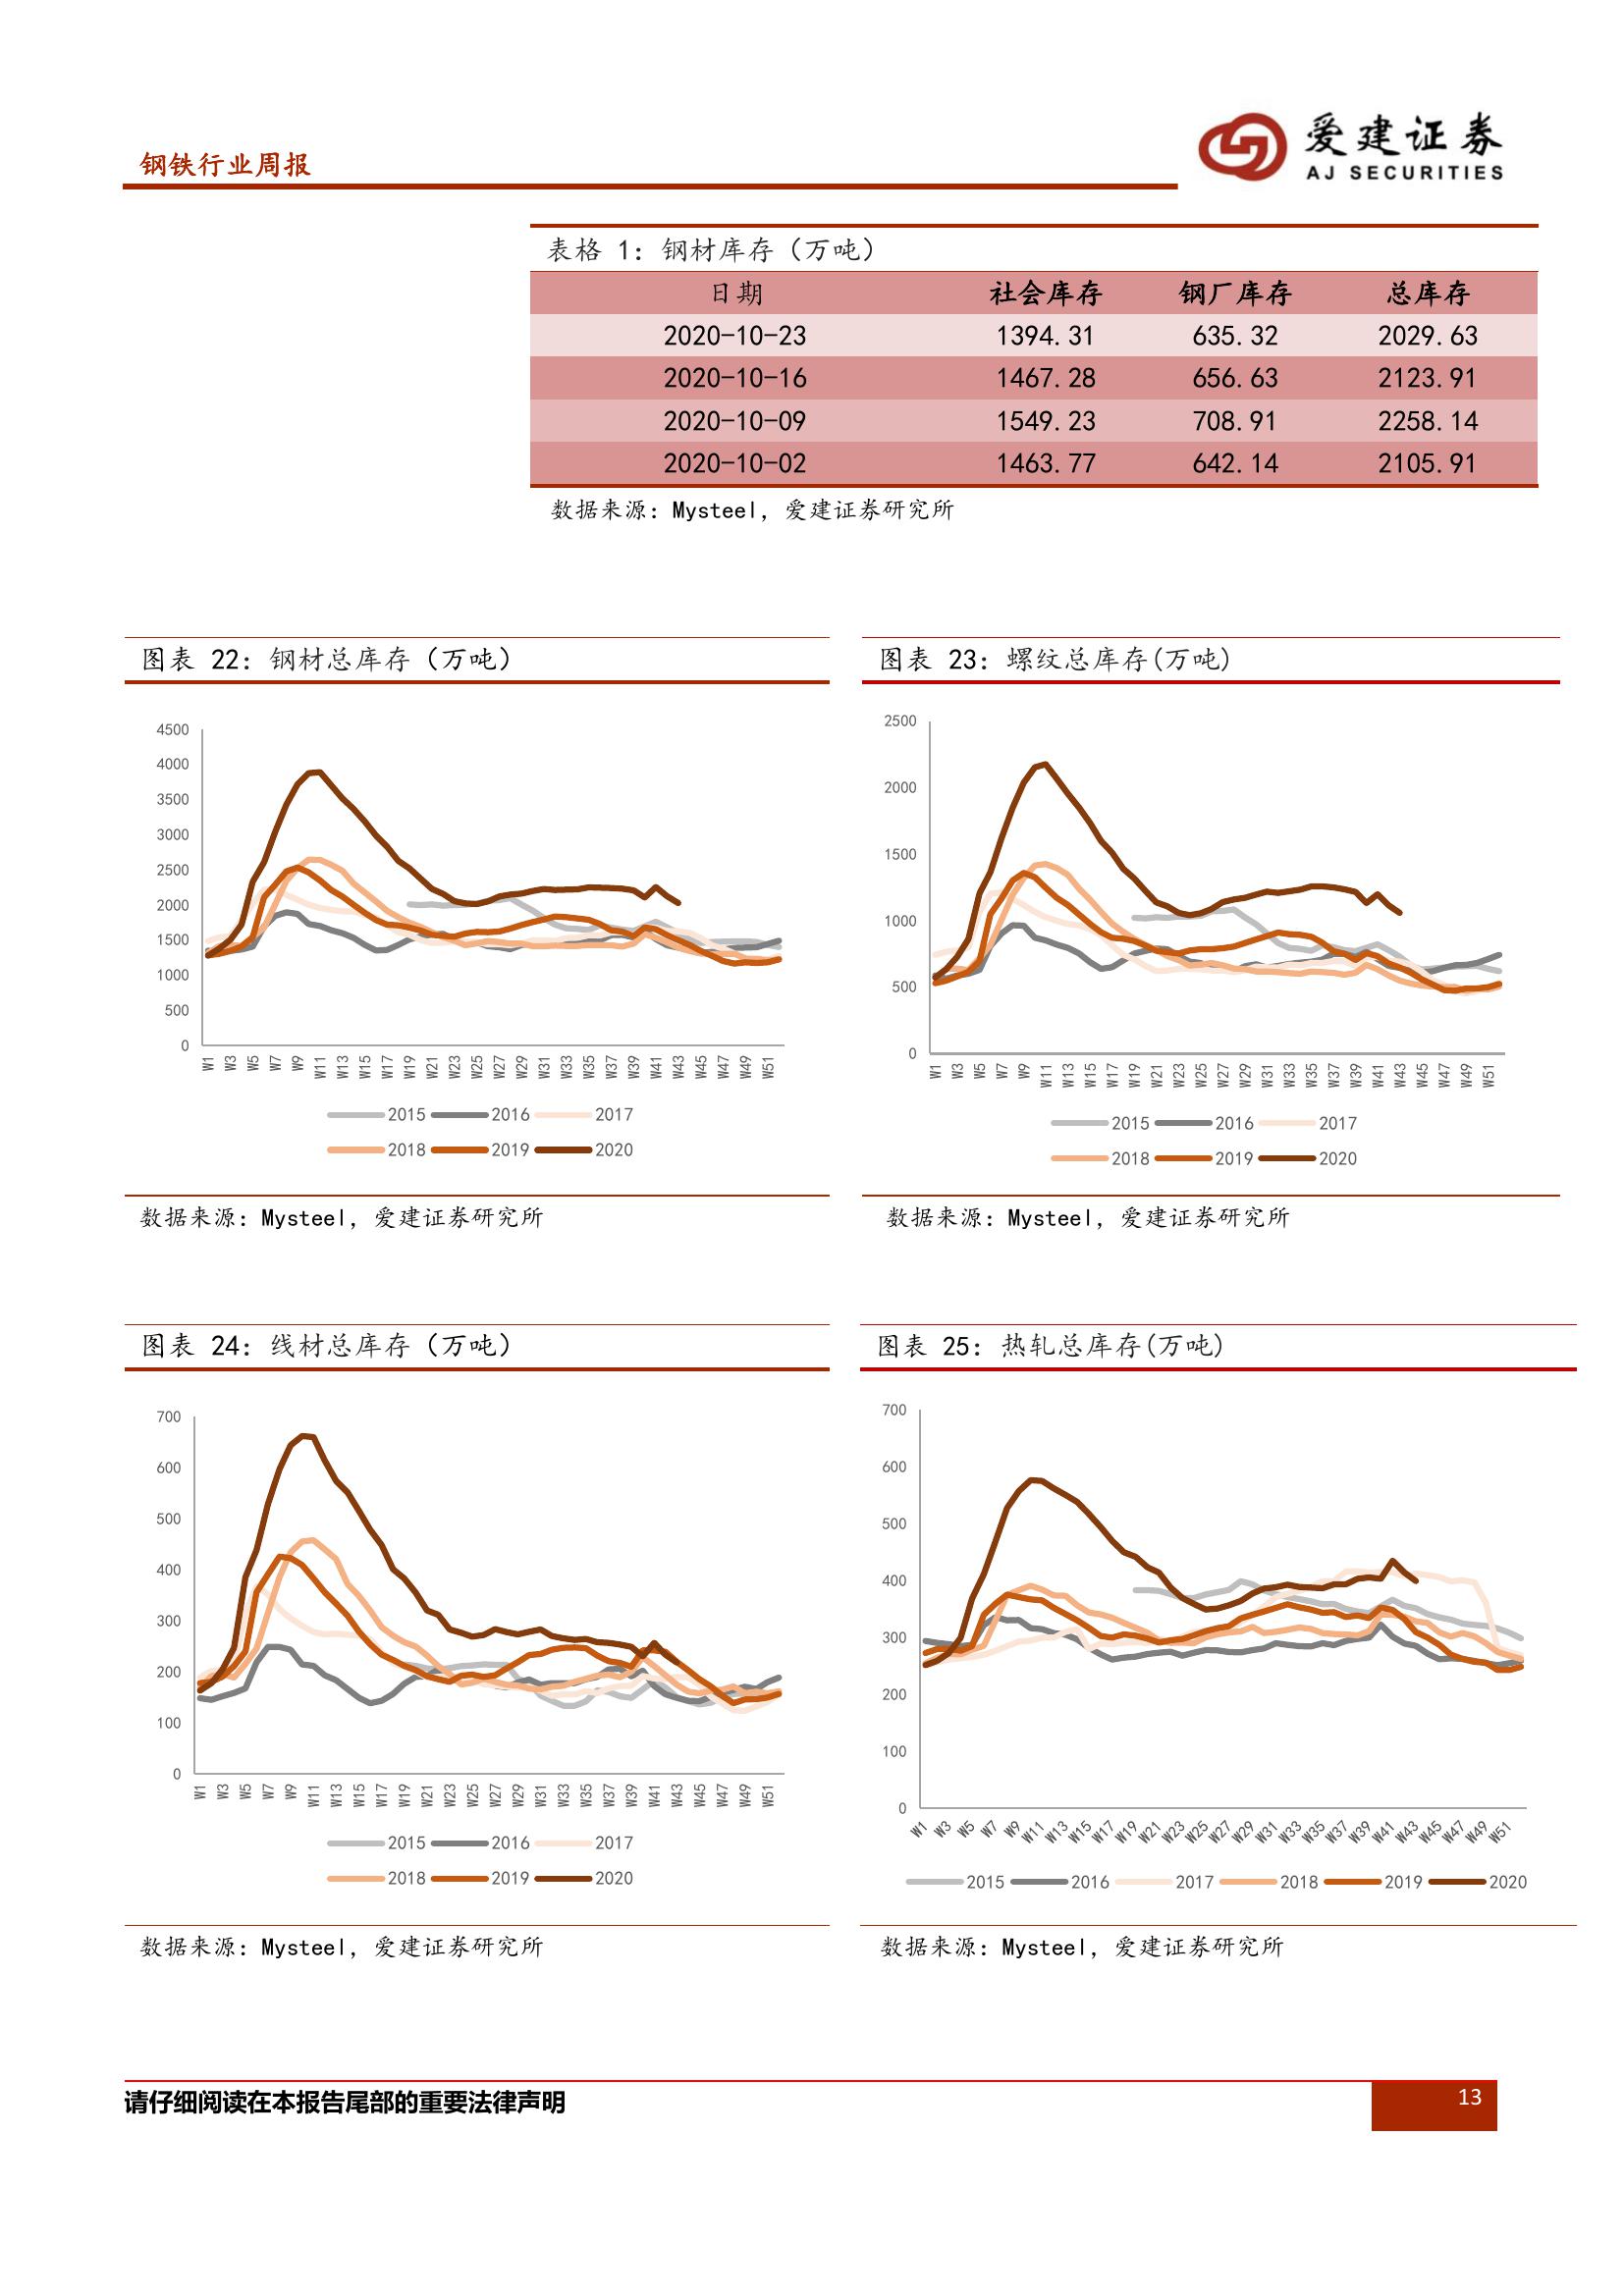 钢铁行业周报
爱建证券
AJ SECURITIES
表格 1: 钢材库存（万吨）
日期 社会库存 钢厂库存 总库存
2020-10-23 1394.31 635.32 2029.63
2020-10-16 1467.28 656.63 2123.91
2020-10-09 1549.23 708.91 2258.14
2020-10-02 1463.77 642.14 2105.91
数据来源: Mysteel, 爱建证券研究所
图表 22: 钢材总库存（万吨）
4500
4000
3500
3000
2500
2000
1500
1000
500
0
W1 W3 W5 W7 W9 W11 W13 W15 W17 W19 W21 W23 W25 W27 W29 W31 W33 W35 W37 W39 W41 W43 W45 W47 W49 W51
2015 2016 2017
2018 2019 2020
数据来源: Mysteel, 爱建证券研究所
图表 23: 螺纹总库存(万吨)
2500
2000
1500
1000
500
0
W1 W3 W5 W7 W9 W11 W13 W15 W17 W19 W21 W23 W25 W27 W29 W31 W33 W35 W37 W39 W41 W43 W45 W47 W49 W51
2015 2016 2017
2018 2019 2020
数据来源: Mysteel, 爱建证券研究所
图表 24: 线材总库存（万吨）
700
600
500
400
300
200
100
0
W1 W3 W5 W7 W9 W11 W13 W15 W17 W19 W21 W23 W25 W27 W29 W31 W33 W35 W37 W39 W41 W43 W45 W47 W49 W51
2015 2016 2017
2018 2019 2020
数据来源: Mysteel, 爱建证券研究所
图表 25: 热轧总库存(万吨)
700
600
500
400
300
200
100
0
W1 W3 W5 W7 W9 W11 W13 W15 W17 W19 W21 W23 W25 W27 W29 W31 W33 W35 W37 W39 W41 W43 W45 W47 W49 W51
2015 2016 2017 2018 2019 2020
数据来源: Mysteel, 爱建证券研究所
请仔细阅读在本报告尾部的重要法律声明
13